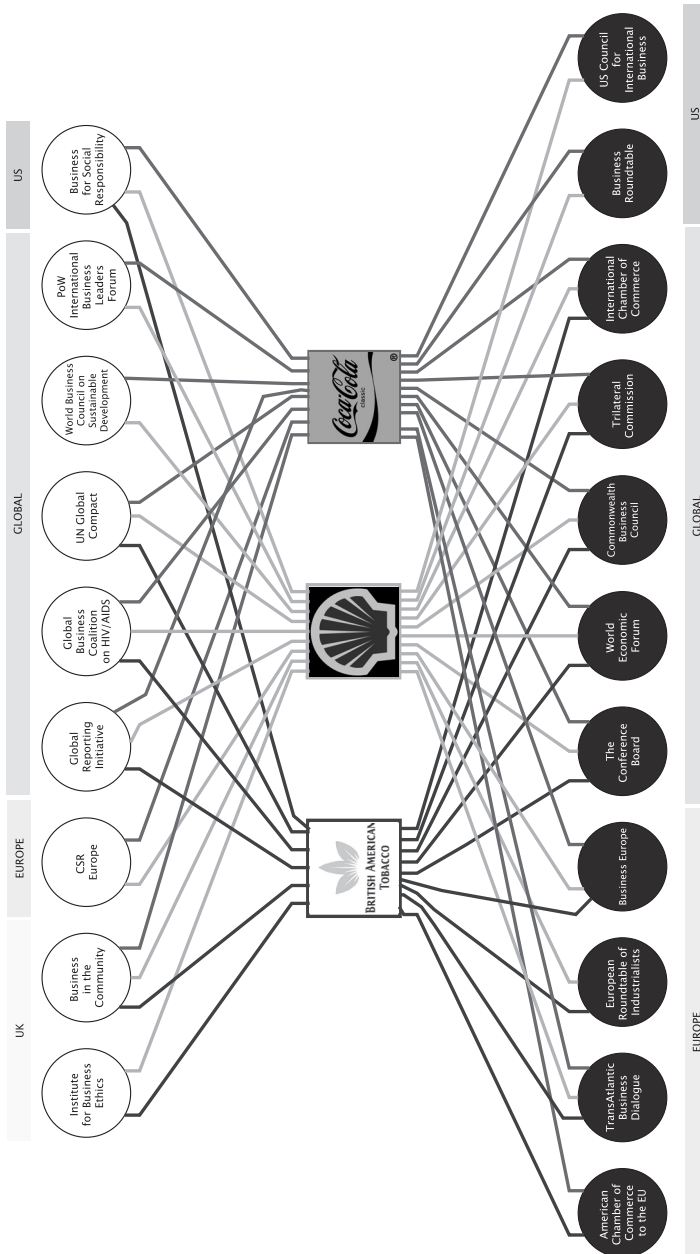 UK
EUROPE
GLOBAL
US
Institute
for Business
Ethics
Business
in the
Community
CSR
Europe
Global
Reporting
Initiative
Global
Business
Coalition
on HIV/AIDS
UN Global
Compact
World Business
Council on
Sustainable
Development
PoW
International
Business
Leaders
Forum
Business
for Social
Responsibility
BRITISH AMERICAN
TOBACCO
Coca-Cola
classic
®
American
Chamber of
Commerce
to the EU
TransAtlantic
Business
Dialogue
European
Roundtable of
Industrialists
Business Europe
The
Conference
Board
World
Economic
Forum
Commonwealth
Business
Council
Trilateral
Commission
International
Chamber of
Commerce
Business
Roundtable
US Council
for
International
Business
EUROPE
GLOBAL
US